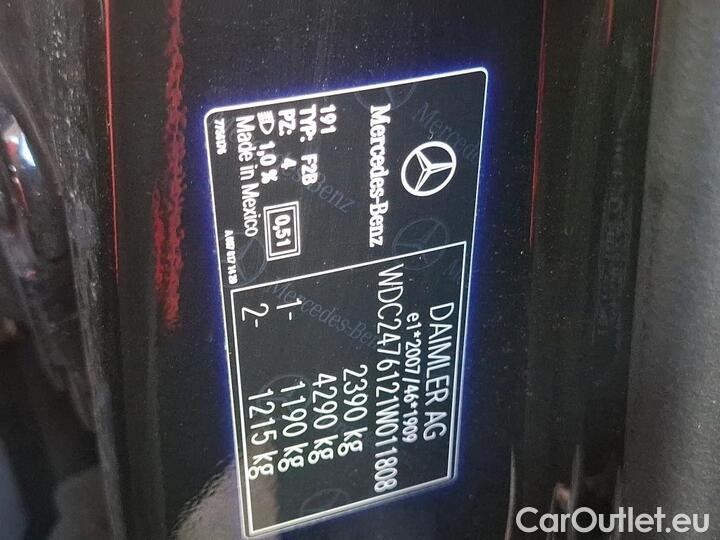 Mercedes-Benz
DAIMLER AG
e1*2007/46*1909
WDC2476121W011808
2390 kg
4290 kg
1- 1190 kg
2- 1215 kg
191
TYP: F2B
PZ: 4
1,0 %
0,51
Made in Mexico
CarOutlet.eu